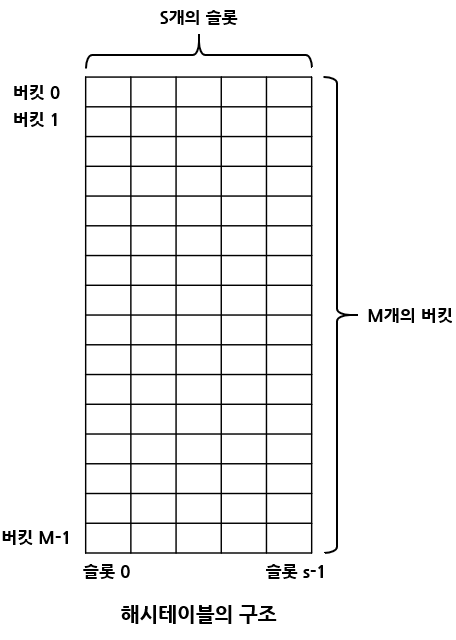 S개의 슬롯
버킷 0
버킷 1
M개의 버킷
버킷 M-1
슬롯 0
슬롯 s-1
해시테이블의 구조